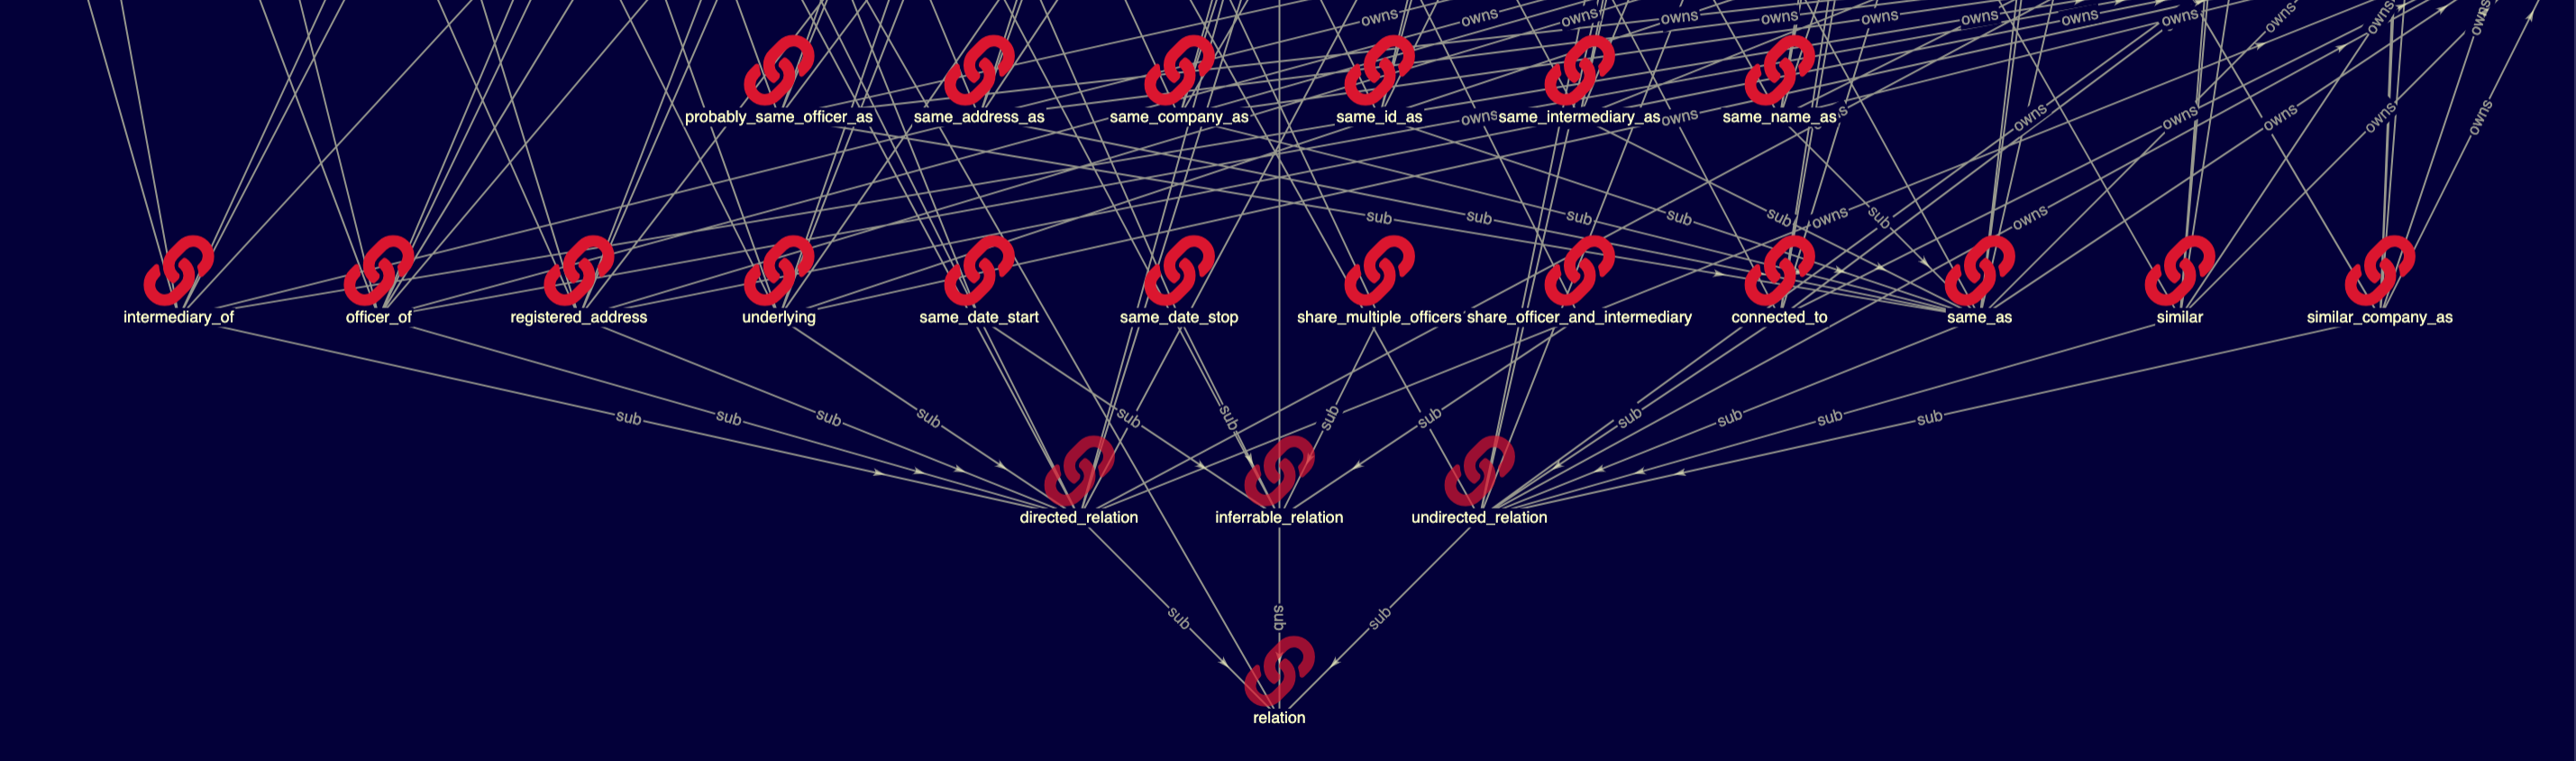 owns owns owns owns owns owns owns owns owns owns owns owns
probably_same_officer_as same_address_as same_company_as same_id_as owns same_intermediary_as owns same_name_as owns owns owns owns owns
sub sub sub sub sub sub owns owns
intermediary_of officer_of registered_address underlying same_date_start same_date_stop share_multiple_officers share_officer_and_intermediary connected_to same_as similar similar_company_as
sub sub sub sub sub sub sub sub sub sub sub sub
directed_relation inferrable_relation undirected_relation
sub sub sub
relation